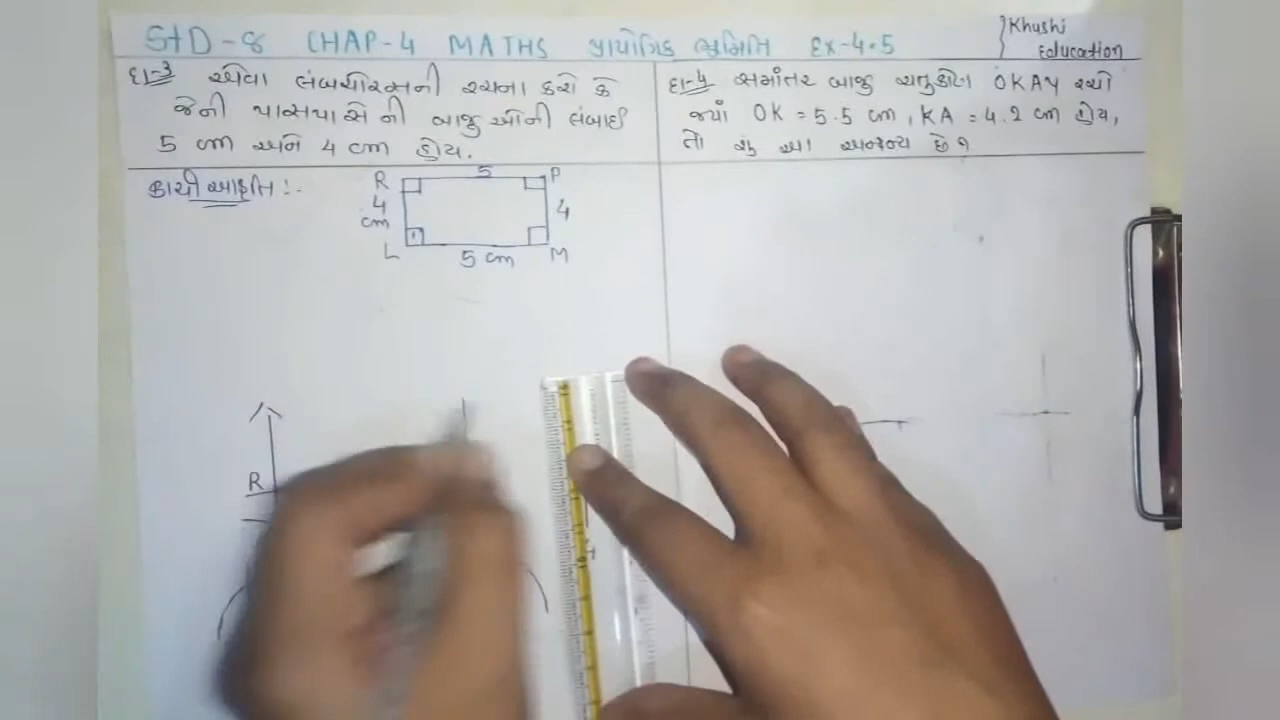 STD-8 CHAP-4 MATHS પ્રાયોગિક ભૂમિતિ EX-4.5
Khushi
Education
દા-3 એવા લંબચોરસની રચના કરો કે
જેની પાસપાસેની બાજુઓની લંબાઈ
5 cm અને 4 cm હોય.
દા-4 સમાંતર બાજુ ચતુષ્કોણ OKAY રચો
જ્યાં OK = 5.5 cm, KA = 4.2 cm હોય,
તો શું આ અનન્ય છે?
કાચી આકૃતિ :-
R 5 P
4 cm 4
L 5 cm M
R
4